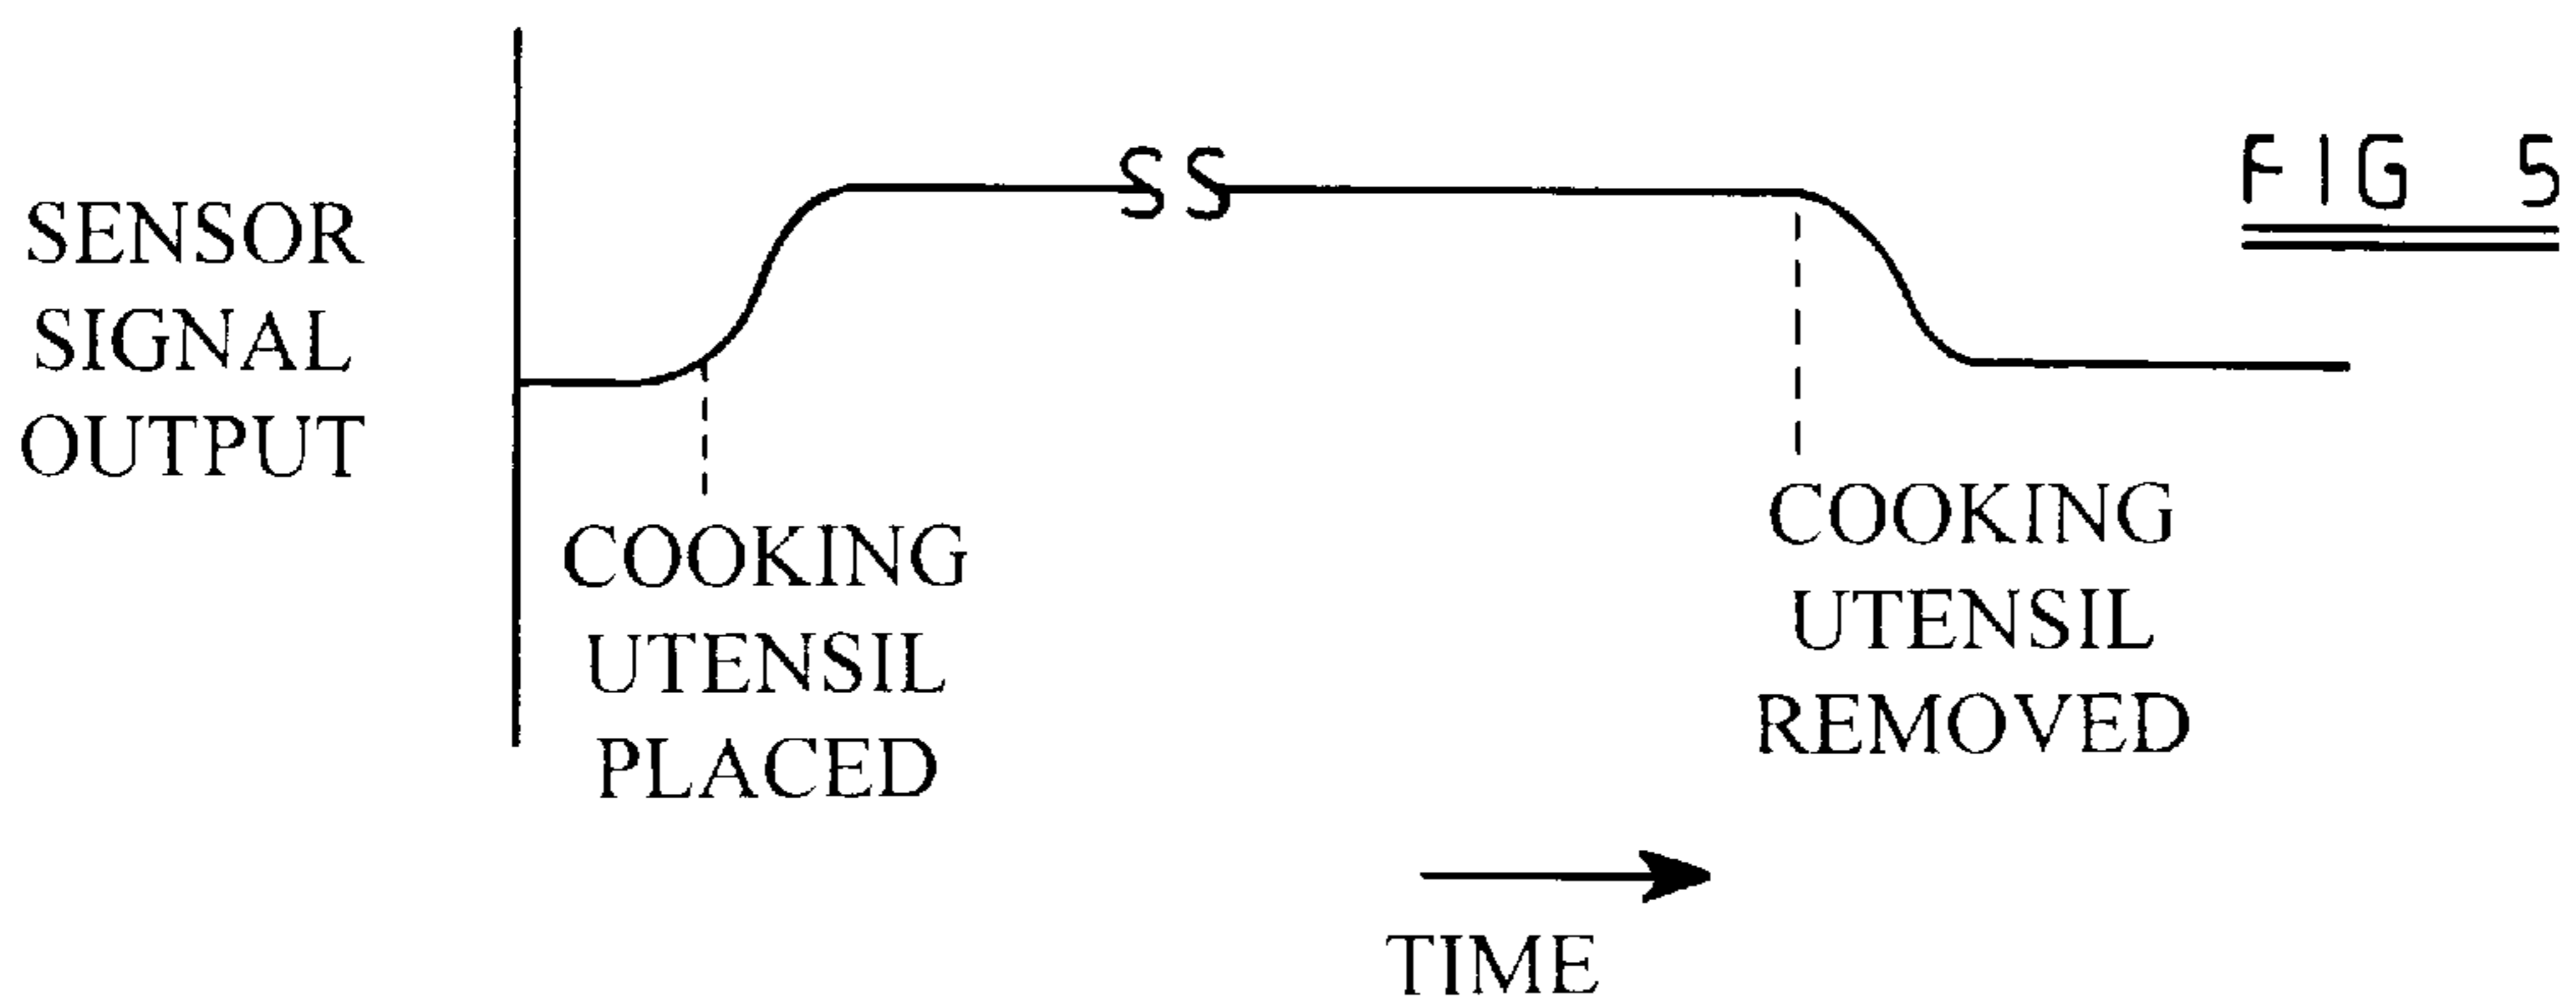 SENSOR
SIGNAL
OUTPUT
SS
FIG 5
COOKING
UTENSIL
PLACED
COOKING
UTENSIL
REMOVED
TIME